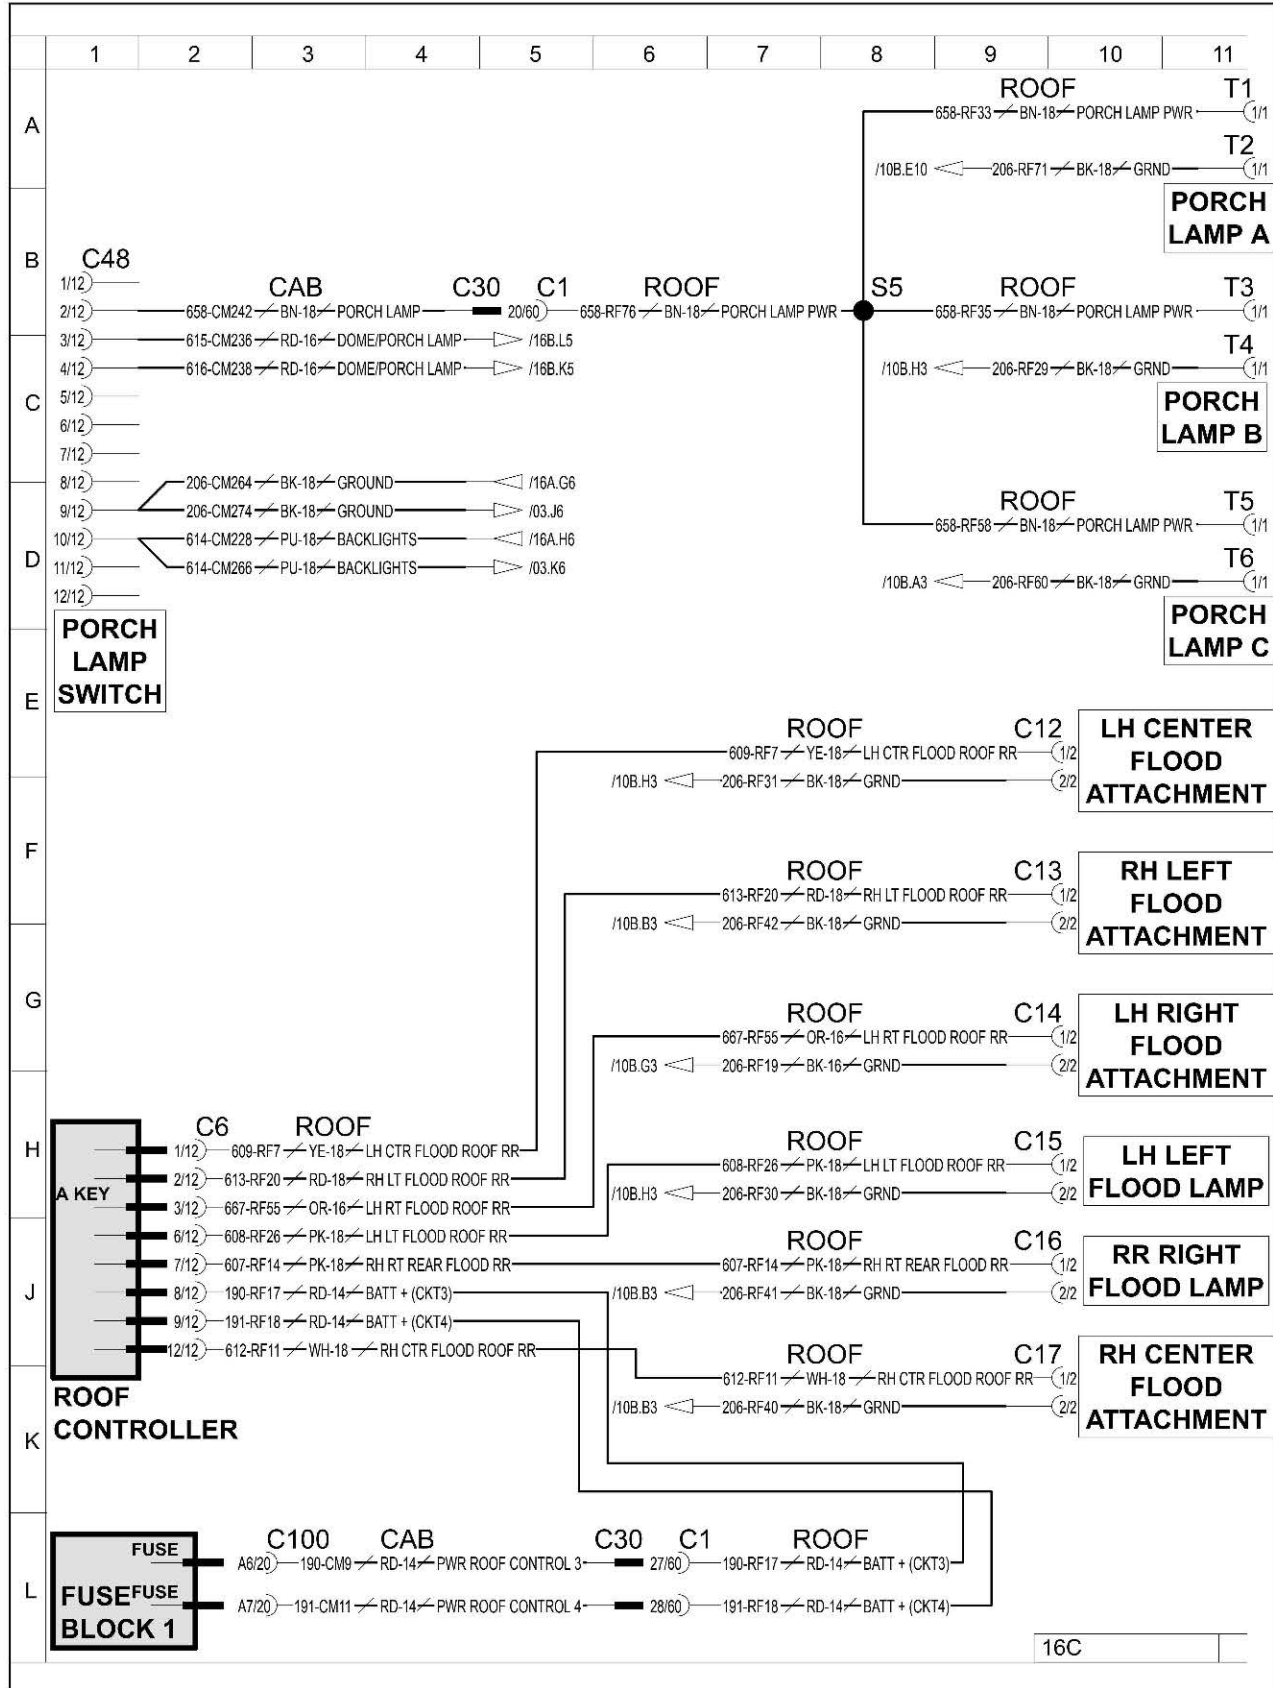 1 2 3 4 5 6 7 8 9 10 11
ROOF T1
A 658-RF33 BN-18 PORCH LAMP PWR 1/1
T2
/10B.E10 206-RF71 BK-18 GRND 1/1
PORCH
LAMP A
B C48
1/12
CAB C30 C1 ROOF S5 ROOF T3
2/12 658-CM242 BN-18 PORCH LAMP 20/60 658-RF76 BN-18 PORCH LAMP PWR 658-RF35 BN-18 PORCH LAMP PWR 1/1
3/12 615-CM236 RD-16 DOME/PORCH LAMP /16B.L5
T4
4/12 616-CM238 RD-16 DOME/PORCH LAMP /16B.K5 /10B.H3 206-RF29 BK-18 GRND 1/1
C 5/12
PORCH
LAMP B
6/12
7/12
8/12 206-CM264 BK-18 GROUND /16A.G6
ROOF T5
9/12 206-CM274 BK-18 GROUND /03.J6
658-RF58 BN-18 PORCH LAMP PWR 1/1
10/12 614-CM228 PU-18 BACKLIGHTS /16A.H6
D T6
11/12 614-CM266 PU-18 BACKLIGHTS /03.K6
/10B.A3 206-RF60 BK-18 GRND 1/1
12/12
PORCH
LAMP C
PORCH
LAMP
SWITCH
E
ROOF C12
609-RF7 YE-18 LH CTR FLOOD ROOF RR 1/2
/10B.H3 206-RF31 BK-18 GRND 2/2
LH CENTER
FLOOD
ATTACHMENT
F
ROOF C13
613-RF20 RD-18 RH LT FLOOD ROOF RR 1/2
/10B.B3 206-RF42 BK-18 GRND 2/2
RH LEFT
FLOOD
ATTACHMENT
G
ROOF C14
667-RF55 OR-16 LH RT FLOOD ROOF RR 1/2
/10B.G3 206-RF19 BK-16 GRND 2/2
LH RIGHT
FLOOD
ATTACHMENT
H
C6 ROOF
1/12 609-RF7 YE-18 LH CTR FLOOD ROOF RR
2/12 613-RF20 RD-18 RH LT FLOOD ROOF RR
A KEY
3/12 667-RF55 OR-16 LH RT FLOOD ROOF RR
6/12 608-RF26 PK-18 LH LT FLOOD ROOF RR
7/12 607-RF14 PK-18 RH RT REAR FLOOD RR
J
8/12 190-RF17 RD-14 BATT + (CKT3)
9/12 191-RF18 RD-14 BATT + (CKT4)
12/12 612-RF11 WH-18 RH CTR FLOOD ROOF RR
ROOF
CONTROLLER
ROOF C15
608-RF26 PK-18 LH LT FLOOD ROOF RR 1/2
/10B.H3 206-RF30 BK-18 GRND 2/2
LH LEFT
FLOOD LAMP
ROOF C16
607-RF14 PK-18 RH RT REAR FLOOD RR 1/2
/10B.B3 206-RF41 BK-18 GRND 2/2
RR RIGHT
FLOOD LAMP
ROOF C17
612-RF11 WH-18 RH CTR FLOOD ROOF RR 1/2
/10B.B3 206-RF40 BK-18 GRND 2/2
RH CENTER
FLOOD
ATTACHMENT
K
L
C100 CAB C30 C1 ROOF
FUSE A6/20 190-CM9 RD-14 PWR ROOF CONTROL 3 27/60 190-RF17 RD-14 BATT + (CKT3)
FUSE A7/20 191-CM11 RD-14 PWR ROOF CONTROL 4 28/60 191-RF18 RD-14 BATT + (CKT4)
FUSE
BLOCK 1
16C